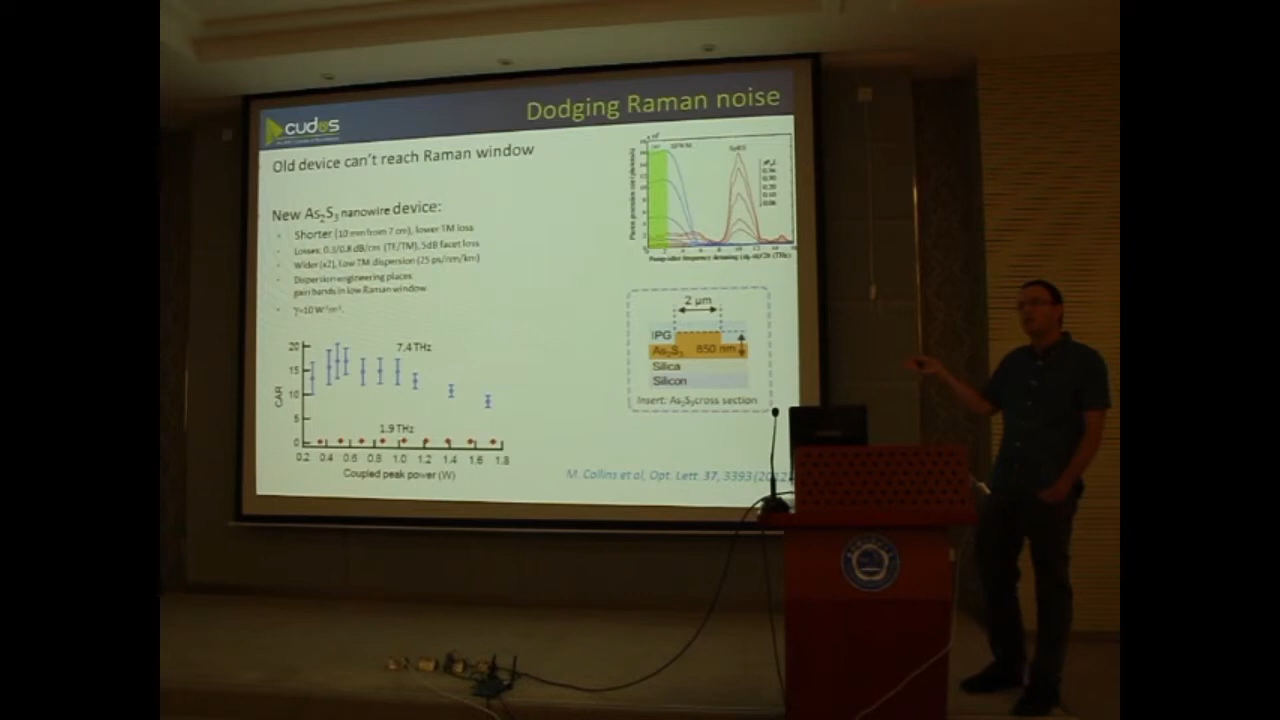 Dodging Raman noise
cudos
Old device can't reach Raman window
New As₂S₃ nanowire device:
Shorter (10 mm from 7 cm), lower TM loss
Losses: 0.3/0.8 dB/cm (TE/TM), 5dB facet loss
Wider (x2), Low TM dispersion (25 ps/nm/km)
Dispersion engineering places
gain bands in low Raman window
γ≈10 W⁻¹m⁻¹.
SFWM
SpRS
2 μm
IPG
As₂S₃ 850 nm
Silica
Silicon
Insert: As₂S₃ cross section
20
15
10
5
0
CAR
7.4 THz
1.9 THz
0.2 0.4 0.6 0.8 1.0 1.2 1.4 1.6 1.8
Coupled peak power (W)
M. Collins et al, Opt. Lett. 37, 3393 (2012)